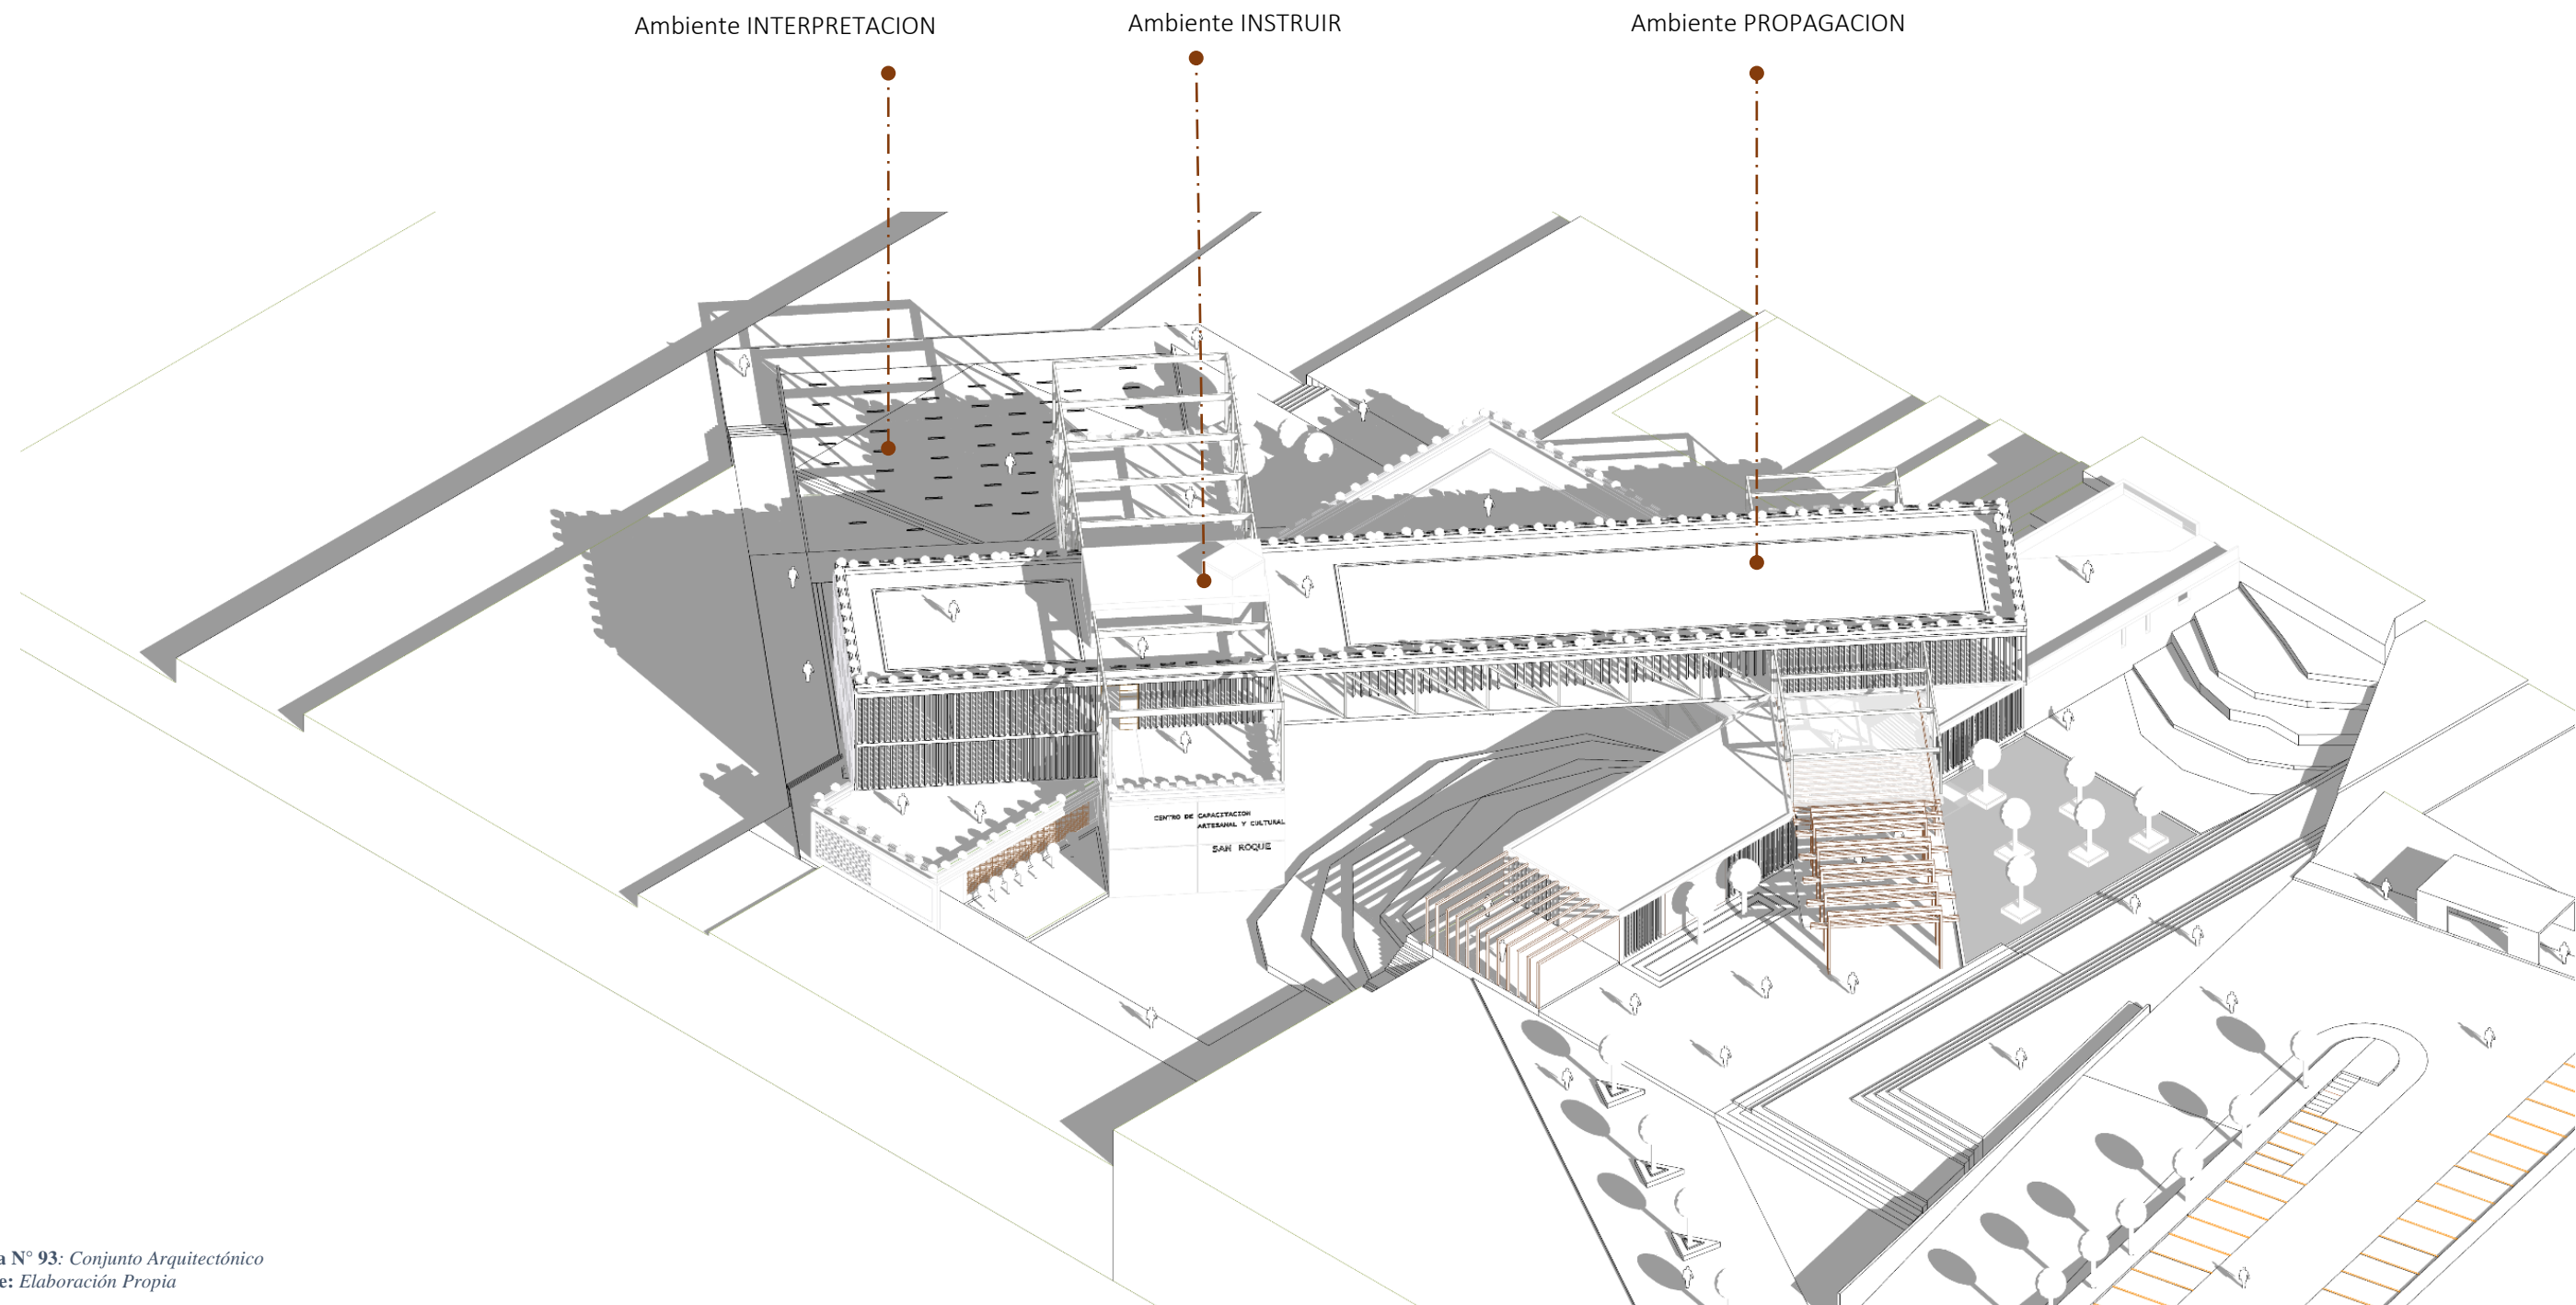 Ambiente INTERPRETACION
Ambiente INSTRUIR
Ambiente PROPAGACION
CENTRO DE CAPACITACION
ARTESANAL Y CULTURAL
SAN ROQUE
a N° 93: Conjunto Arquitectónico
e: Elaboración Propia